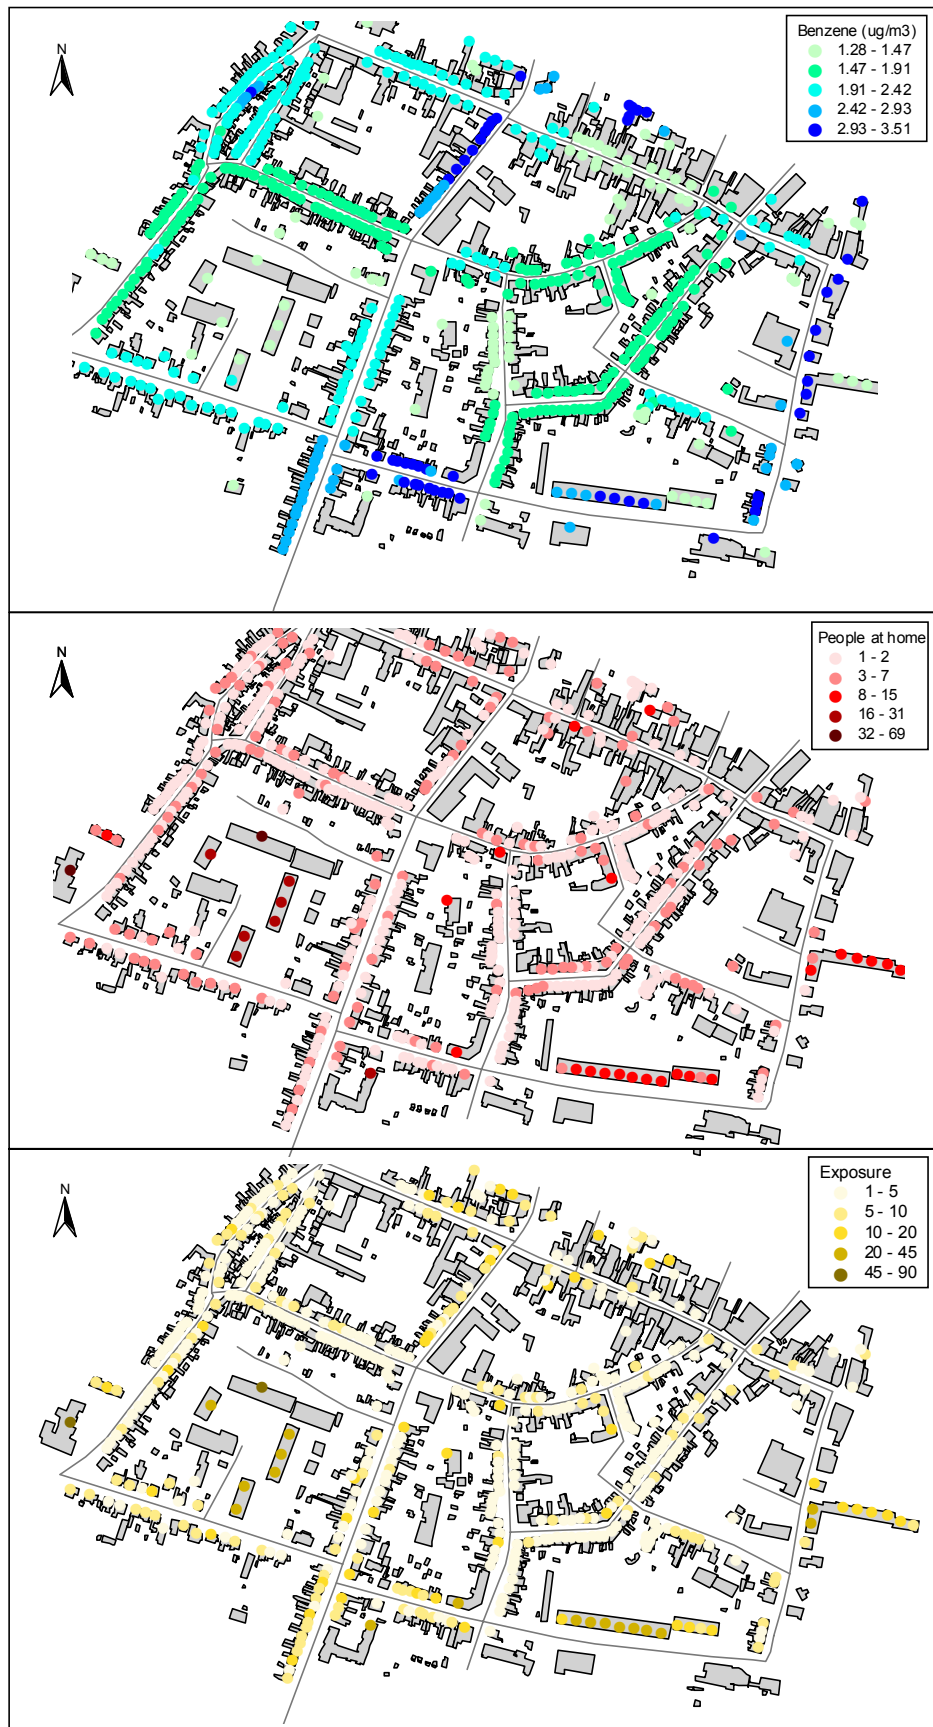 N
Benzene (ug/m3)
1.28 - 1.47
1.47 - 1.91
1.91 - 2.42
2.42 - 2.93
2.93 - 3.51
N
People at home
1 - 2
3 - 7
8 - 15
16 - 31
32 - 69
N
Exposure
1 - 5
5 - 10
10 - 20
20 - 45
45 - 90